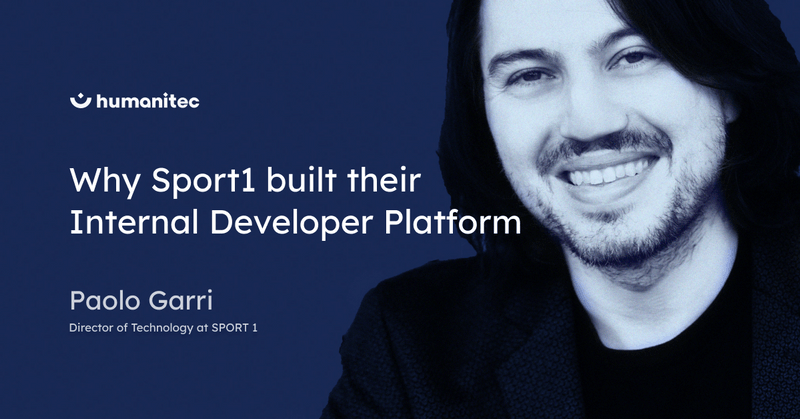 humanitec
Why Sport1 built their
Internal Developer Platform
Paolo Garri
Director of Technology at SPORT 1